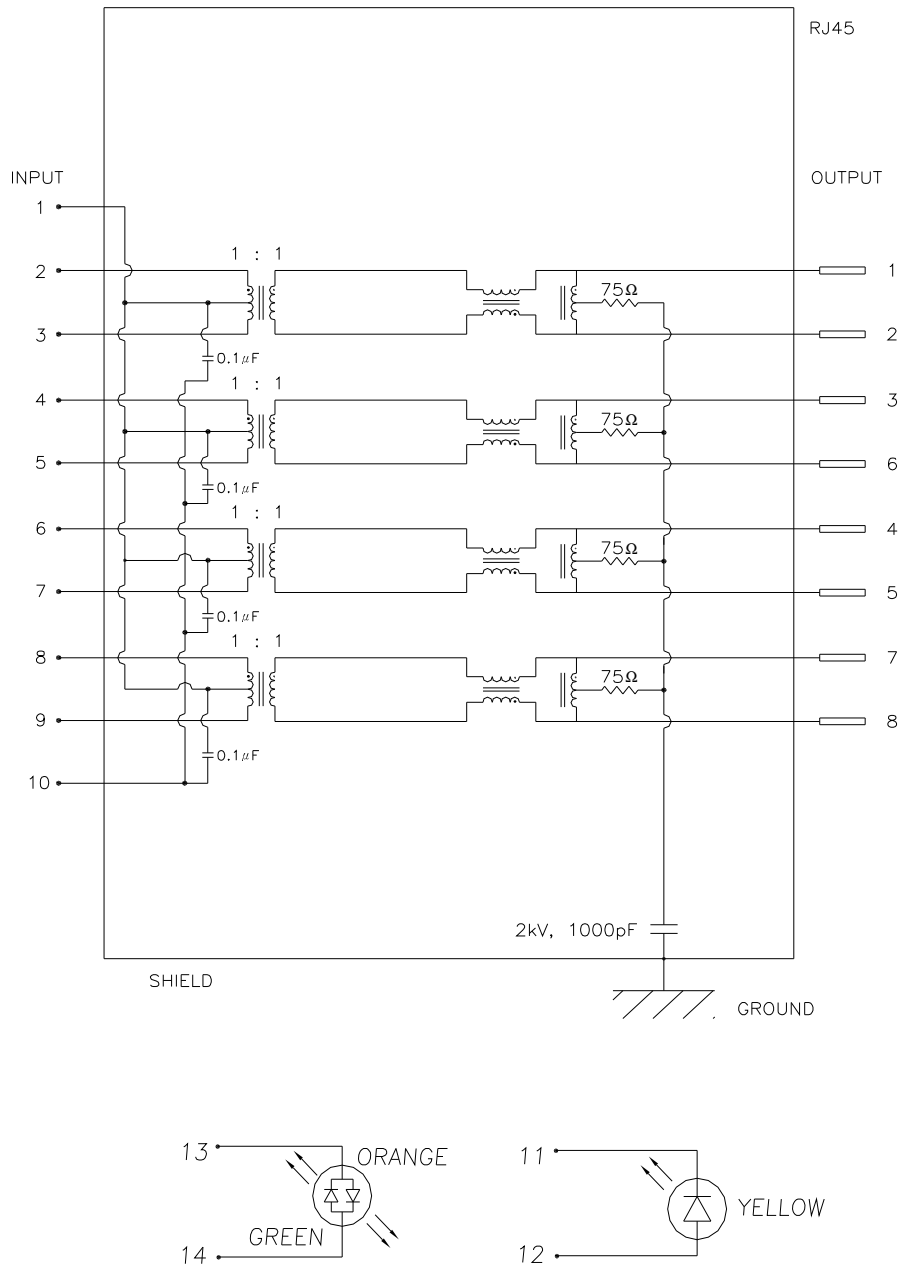 RJ45
INPUT
OUTPUT
1
1 : 1
2
1
75Ω
3
2
0.1μF
1 : 1
4
3
75Ω
5
6
0.1μF
1 : 1
6
4
75Ω
7
5
0.1μF
1 : 1
8
7
75Ω
9
8
0.1μF
10
2kV, 1000pF
SHIELD
GROUND
13
ORANGE
GREEN
14
11
YELLOW
12